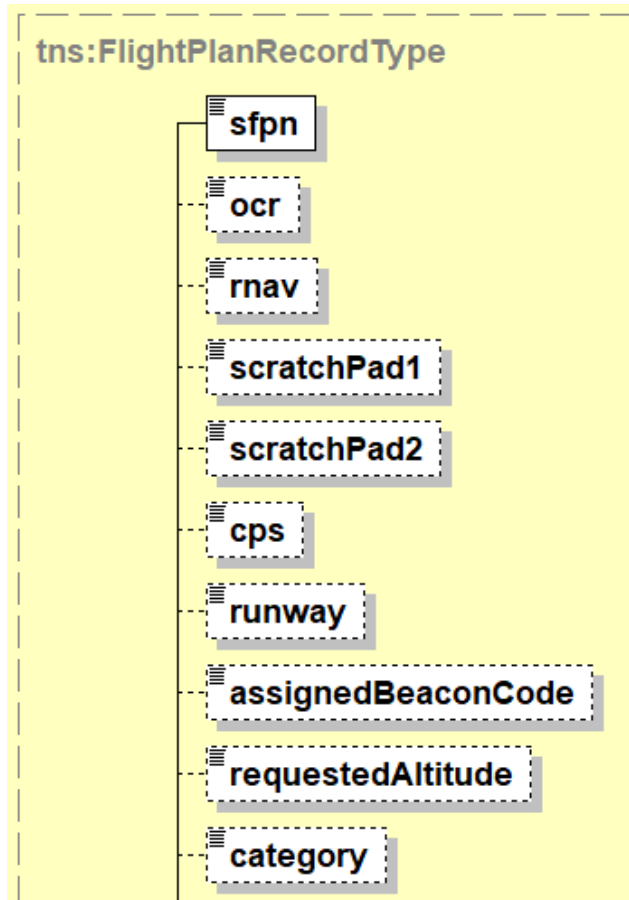 tns:FlightPlanRecordType
sfpn
ocr
rnav
scratchPad1
scratchPad2
cps
runway
assignedBeaconCode
requestedAltitude
category